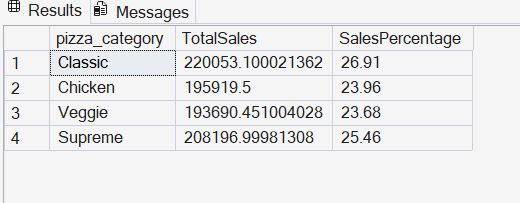 Results Messages
pizza_category TotalSales SalesPercentage
1 Classic 220053.100021362 26.91
2 Chicken 195919.5 23.96
3 Veggie 193690.451004028 23.68
4 Supreme 208196.99981308 25.46